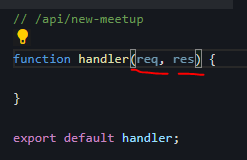 // /api/new-meetup
function handler(req, res) {
}
export default handler;